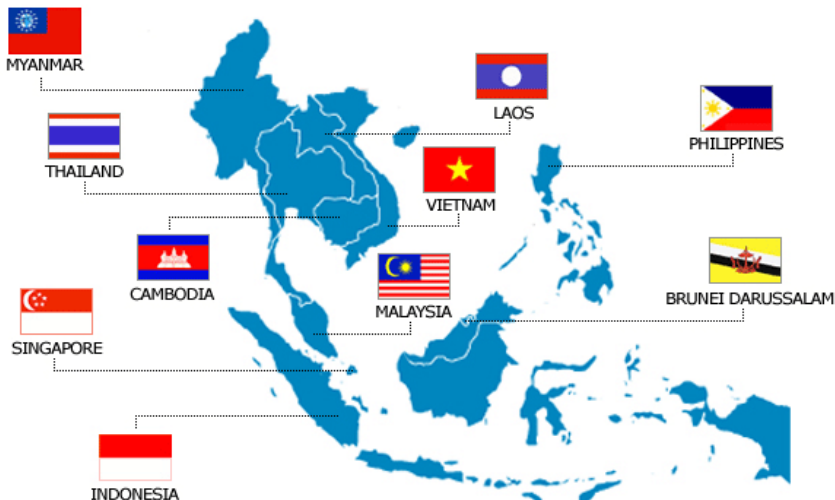 MYANMAR
LAOS
PHILIPPINES
THAILAND
VIETNAM
CAMBODIA
BRUNEI DARUSSALAM
MALAYSIA
SINGAPORE
INDONESIA